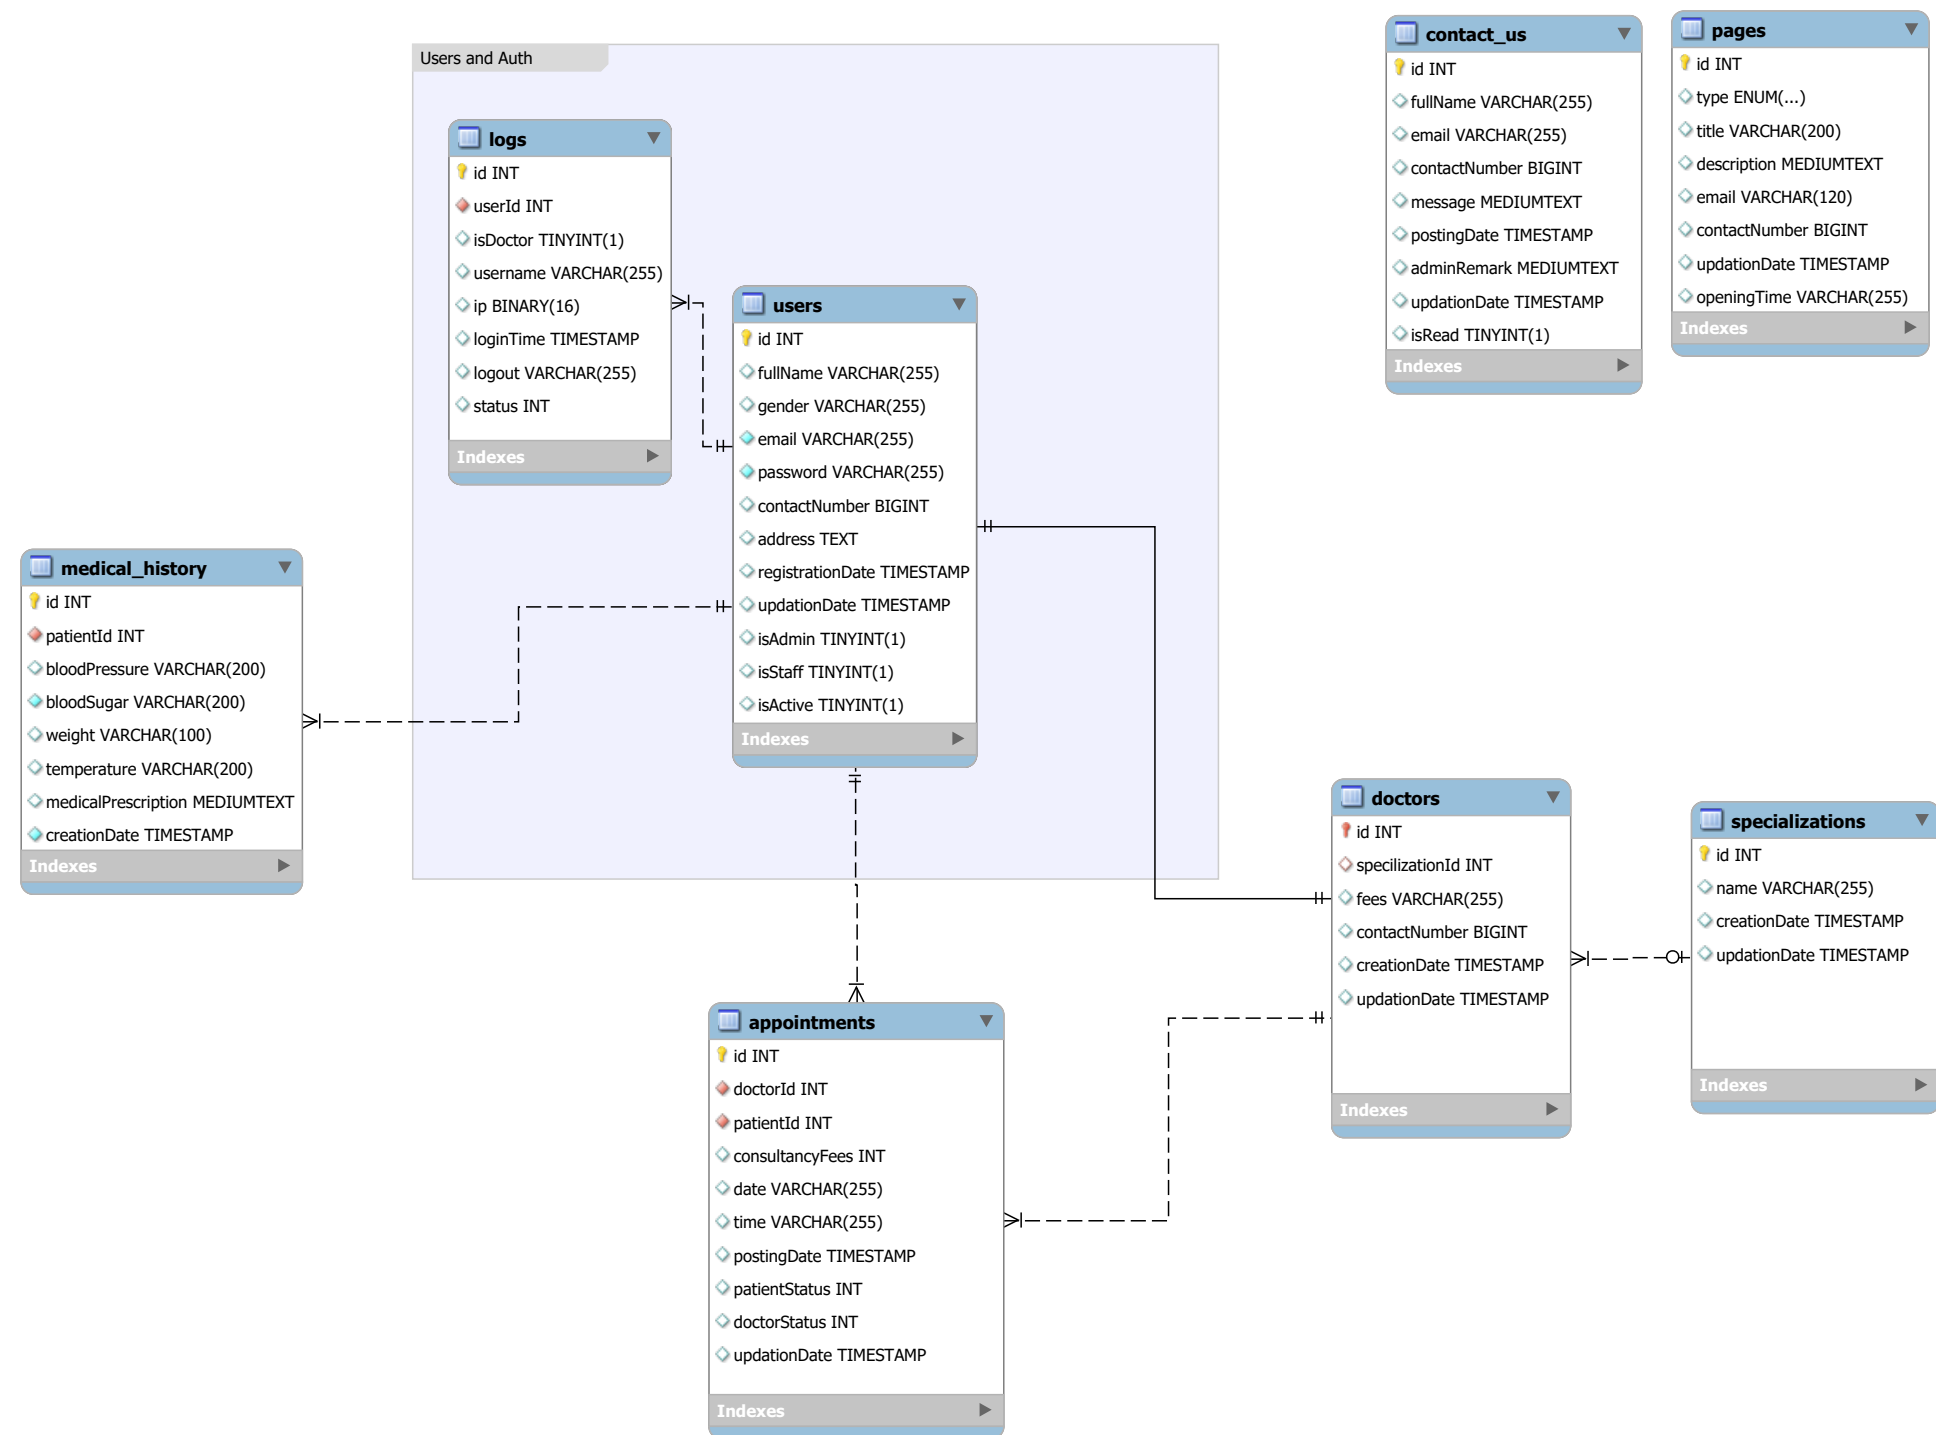 Users and Auth
logs
id INT
userId INT
isDoctor TINYINT(1)
username VARCHAR(255)
ip BINARY(16)
loginTime TIMESTAMP
logout VARCHAR(255)
status INT
Indexes
users
id INT
fullName VARCHAR(255)
gender VARCHAR(255)
email VARCHAR(255)
password VARCHAR(255)
contactNumber BIGINT
address TEXT
registrationDate TIMESTAMP
updationDate TIMESTAMP
isAdmin TINYINT(1)
isStaff TINYINT(1)
isActive TINYINT(1)
Indexes
contact_us
id INT
fullName VARCHAR(255)
email VARCHAR(255)
contactNumber BIGINT
message MEDIUMTEXT
postingDate TIMESTAMP
adminRemark MEDIUMTEXT
updationDate TIMESTAMP
isRead TINYINT(1)
Indexes
pages
id INT
type ENUM(...)
title VARCHAR(200)
description MEDIUMTEXT
email VARCHAR(120)
contactNumber BIGINT
updationDate TIMESTAMP
openingTime VARCHAR(255)
Indexes
medical_history
id INT
patientId INT
bloodPressure VARCHAR(200)
bloodSugar VARCHAR(200)
weight VARCHAR(100)
temperature VARCHAR(200)
medicalPrescription MEDIUMTEXT
creationDate TIMESTAMP
Indexes
doctors
id INT
specilizationId INT
fees VARCHAR(255)
contactNumber BIGINT
creationDate TIMESTAMP
updationDate TIMESTAMP
Indexes
specializations
id INT
name VARCHAR(255)
creationDate TIMESTAMP
updationDate TIMESTAMP
Indexes
appointments
id INT
doctorId INT
patientId INT
consultancyFees INT
date VARCHAR(255)
time VARCHAR(255)
postingDate TIMESTAMP
patientStatus INT
doctorStatus INT
updationDate TIMESTAMP
Indexes